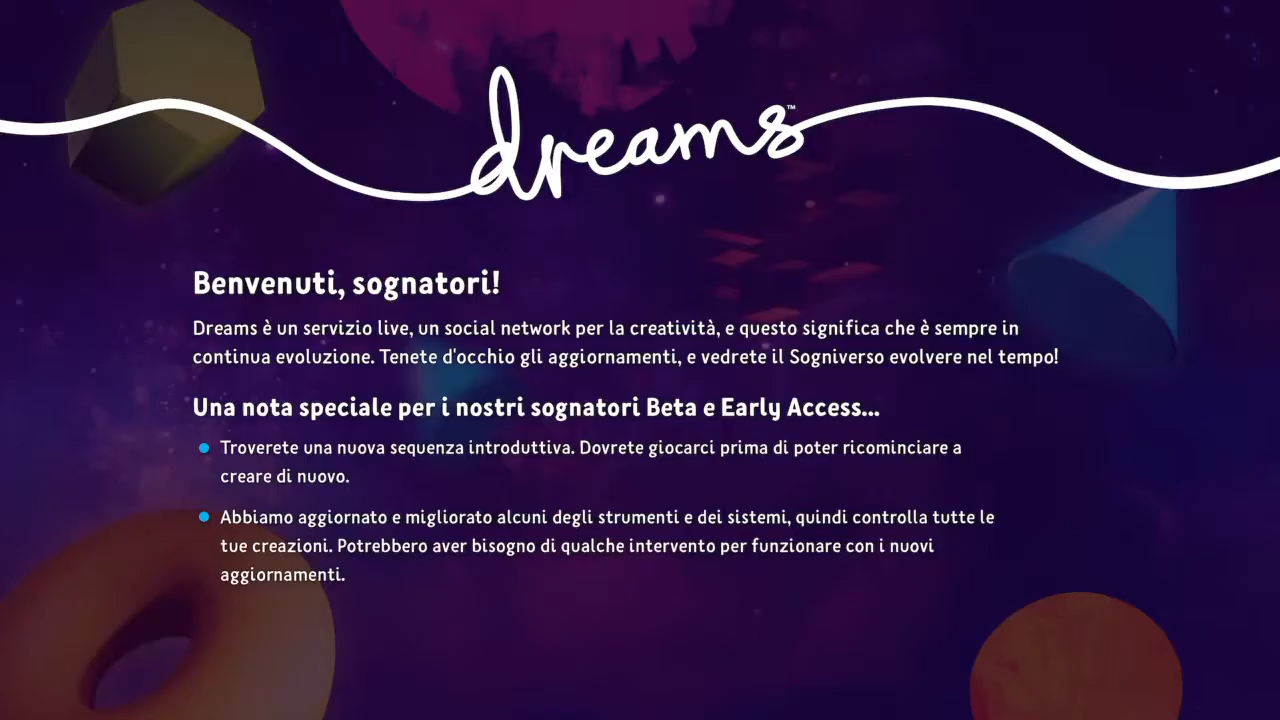 dreams™
Benvenuti, sognatori!
Dreams è un servizio live, un social network per la creatività, e questo significa che è sempre in
continua evoluzione. Tenete d'occhio gli aggiornamenti, e vedrete il Sogniverso evolvere nel tempo!
Una nota speciale per i nostri sognatori Beta e Early Access...
Troverete una nuova sequenza introduttiva. Dovrete giocarci prima di poter ricominciare a
creare di nuovo.
Abbiamo aggiornato e migliorato alcuni degli strumenti e dei sistemi, quindi controlla tutte le
tue creazioni. Potrebbero aver bisogno di qualche intervento per funzionare con i nuovi
aggiornamenti.